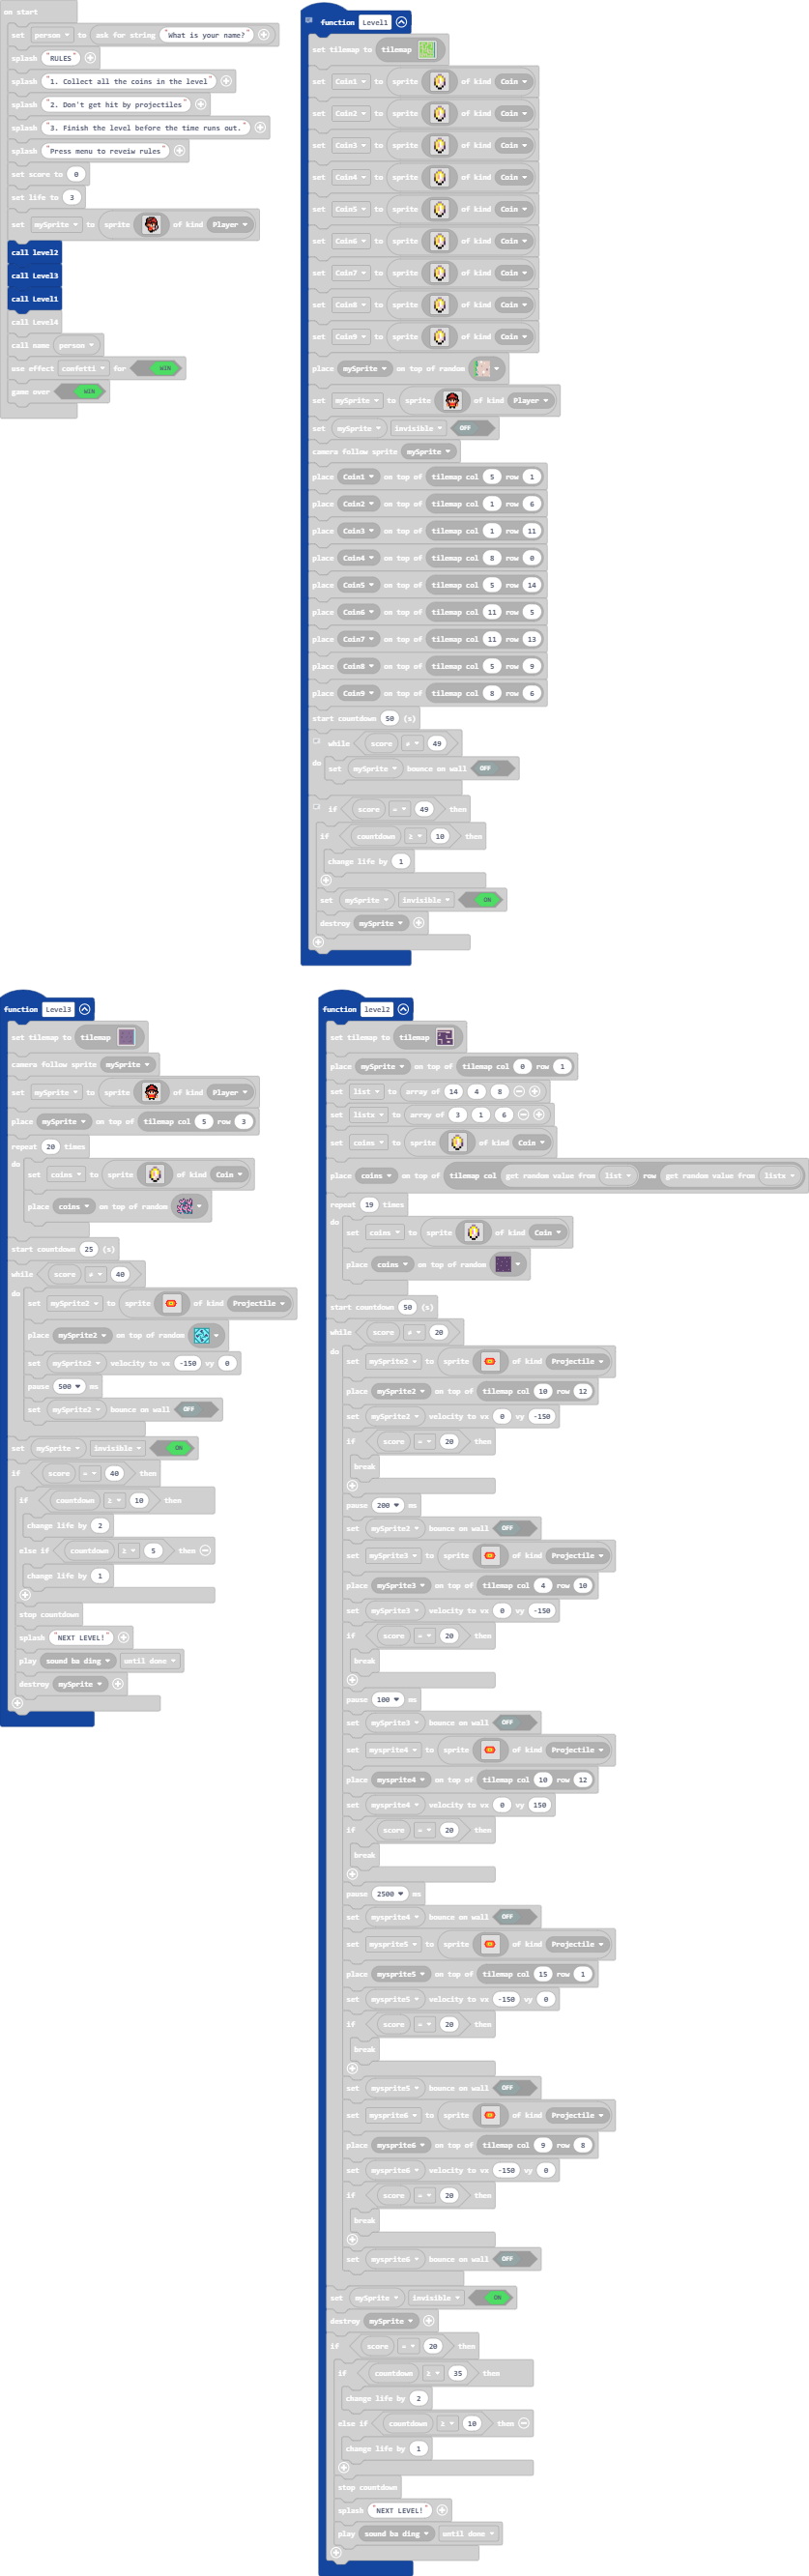 on start
set person to ask for string "What is your name?"
splash "RULES"
splash "1. Collect all the coins in the level"
splash "2. Don't get hit by projectiles"
splash "3. Finish the level before the time runs out."
splash "Press menu to reveiw rules"
set score to 0
set life to 3
set mySprite to sprite of kind Player
call level2
call Level3
call Level1
call Level4
call name person
use effect confetti for WIN
game over WIN
function Level1
set tilemap to tilemap
set Coin1 to sprite of kind Coin
set Coin2 to sprite of kind Coin
set Coin3 to sprite of kind Coin
set Coin4 to sprite of kind Coin
set Coin5 to sprite of kind Coin
set Coin6 to sprite of kind Coin
set Coin7 to sprite of kind Coin
set Coin8 to sprite of kind Coin
set Coin9 to sprite of kind Coin
place mySprite on top of random
set mySprite to sprite of kind Player
set mySprite invisible OFF
camera follow sprite mySprite
place Coin1 on top of tilemap col 5 row 1
place Coin2 on top of tilemap col 1 row 6
place Coin3 on top of tilemap col 1 row 11
place Coin4 on top of tilemap col 8 row 0
place Coin5 on top of tilemap col 5 row 14
place Coin6 on top of tilemap col 11 row 5
place Coin7 on top of tilemap col 11 row 13
place Coin8 on top of tilemap col 5 row 9
place Coin9 on top of tilemap col 8 row 6
start countdown 50 (s)
while score ≠ 49
do set mySprite bounce on wall OFF
if score = 49 then
if countdown ≥ 10 then
change life by 1
set mySprite invisible ON
destroy mySprite
function Level3
set tilemap to tilemap
camera follow sprite mySprite
set mySprite to sprite of kind Player
place mySprite on top of tilemap col 5 row 3
repeat 20 times
do set coins to sprite of kind Coin
place coins on top of random
start countdown 25 (s)
while score ≠ 40
do set mySprite2 to sprite of kind Projectile
place mySprite2 on top of random
set mySprite2 velocity to vx -150 vy 0
pause 500 ms
set mySprite2 bounce on wall OFF
set mySprite invisible ON
if score = 40 then
if countdown ≥ 10 then
change life by 2
else if countdown ≥ 5 then
change life by 1
stop countdown
splash "NEXT LEVEL!"
play sound ba ding until done
destroy mySprite
function level2
set tilemap to tilemap
place mySprite on top of tilemap col 0 row 1
set list to array of 14 4 8
set listx to array of 3 1 6
set coins to sprite of kind Coin
place coins on top of tilemap col get random value from list row get random value from listx
repeat 19 times
do set coins to sprite of kind Coin
place coins on top of random
start countdown 50 (s)
while score ≠ 20
do set mySprite2 to sprite of kind Projectile
place mySprite2 on top of tilemap col 10 row 12
set mySprite2 velocity to vx 0 vy -150
if score = 20 then
break
pause 200 ms
set mySprite2 bounce on wall OFF
set mySprite3 to sprite of kind Projectile
place mySprite3 on top of tilemap col 4 row 10
set mySprite3 velocity to vx 0 vy -150
if score = 20 then
break
pause 100 ms
set mySprite3 bounce on wall OFF
set mysprite4 to sprite of kind Projectile
place mysprite4 on top of tilemap col 10 row 12
set mysprite4 velocity to vx 0 vy 150
if score = 20 then
break
pause 2500 ms
set mysprite4 bounce on wall OFF
set mysprite5 to sprite of kind Projectile
place mysprite5 on top of tilemap col 15 row 1
set mysprite5 velocity to vx -150 vy 0
if score = 20 then
break
set mysprite5 bounce on wall OFF
set mysprite6 to sprite of kind Projectile
place mysprite6 on top of tilemap col 9 row 8
set mysprite6 velocity to vx -150 vy 0
if score = 20 then
break
set mysprite6 bounce on wall OFF
set mySprite invisible ON
destroy mySprite
if score = 20 then
if countdown ≥ 35 then
change life by 2
else if countdown ≥ 10 then
change life by 1
stop countdown
splash "NEXT LEVEL!"
play sound ba ding until done